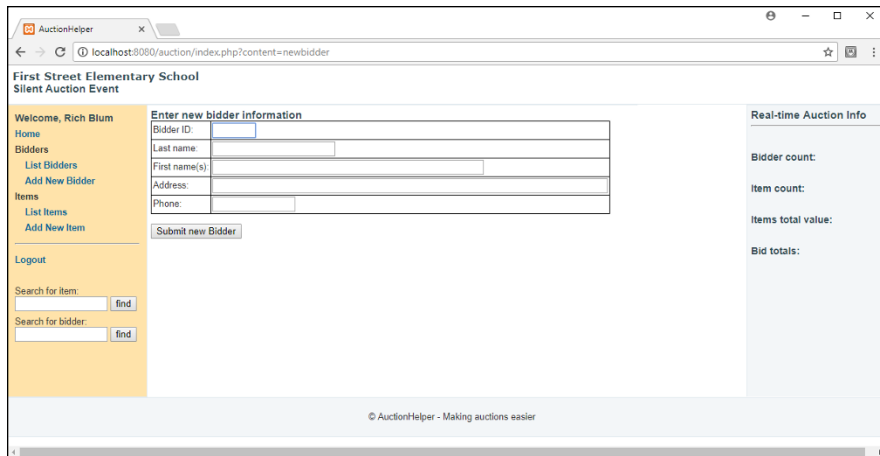 AuctionHelper
localhost:8080/auction/index.php?content=newbidder
First Street Elementary School
Silent Auction Event
Welcome, Rich Blum
Home
Bidders
List Bidders
Add New Bidder
Items
List Items
Add New Item
Logout
Search for item:
find
Search for bidder:
find
Enter new bidder information
Bidder ID:
Last name:
First name(s):
Address:
Phone:
Submit new Bidder
Real-time Auction Info
Bidder count:
Item count:
Items total value:
Bid totals:
© AuctionHelper - Making auctions easier